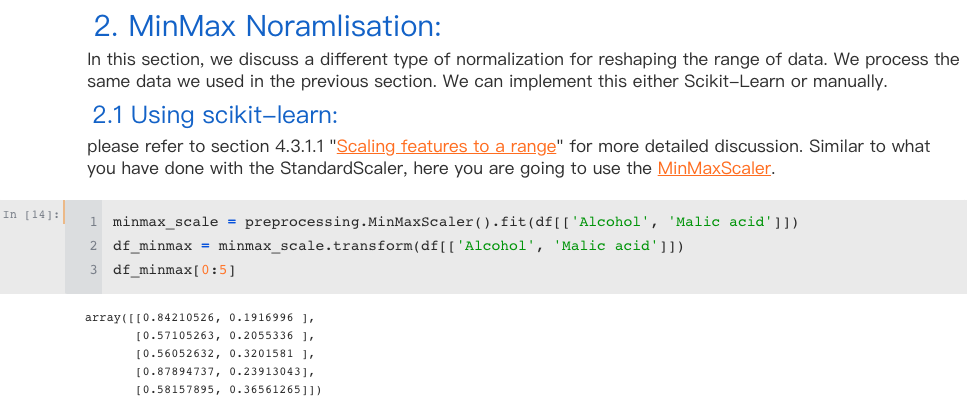 2. MinMax Noramlisation:
In this section, we discuss a different type of normalization for reshaping the range of data. We process the
same data we used in the previous section. We can implement this either Scikit-Learn or manually.
2.1 Using scikit-learn:
please refer to section 4.3.1.1 "Scaling features to a range" for more detailed discussion. Similar to what
you have done with the StandardScaler, here you are going to use the MinMaxScaler.
In [14]:
1 minmax_scale = preprocessing.MinMaxScaler().fit(df[['Alcohol', 'Malic acid']])
2 df_minmax = minmax_scale.transform(df[['Alcohol', 'Malic acid']])
3 df_minmax[0:5]
array([[0.84210526, 0.1916996 ],
[0.57105263, 0.2055336 ],
[0.56052632, 0.3201581 ],
[0.87894737, 0.23913043],
[0.58157895, 0.36561265]])